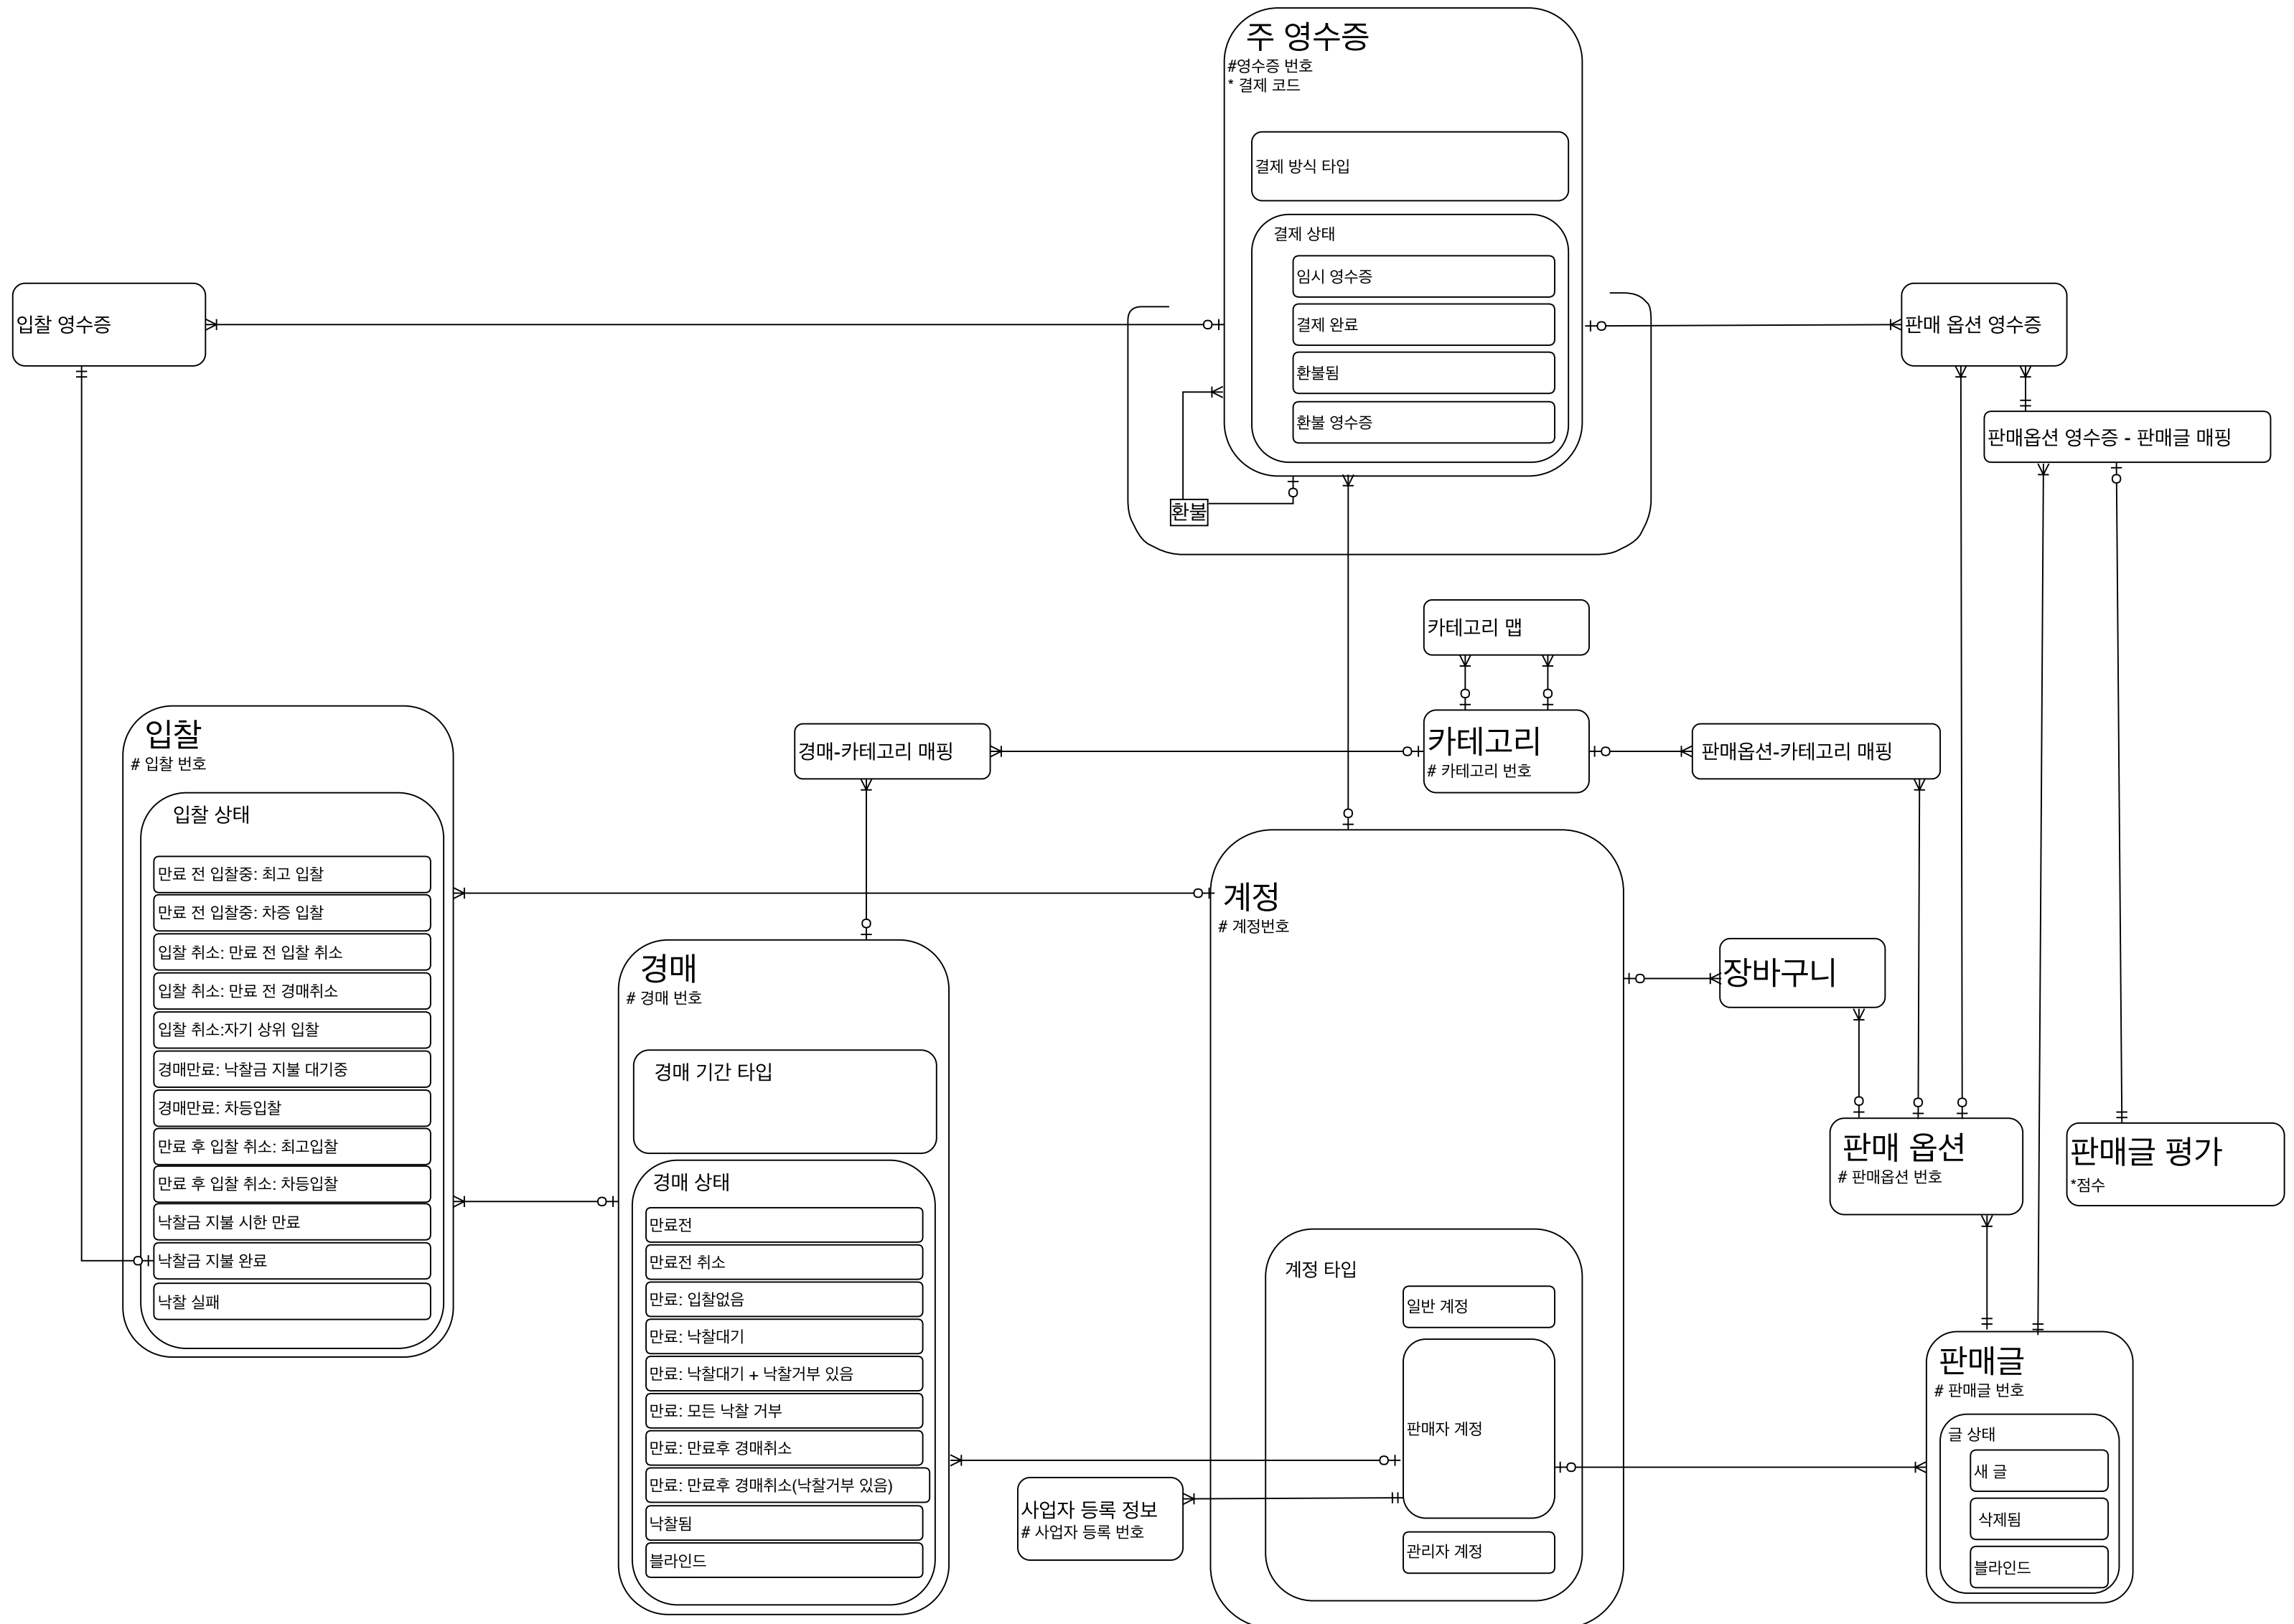 주 영수증
#영수증 번호
* 결제 코드
결제 방식 타입
결제 상태
임시 영수증
결제 완료
환불됨
환불 영수증
환불
입찰 영수증
판매 옵션 영수증
판매옵션 영수증 - 판매글 매핑
카테고리 맵
카테고리
# 카테고리 번호
경매-카테고리 매핑
판매옵션-카테고리 매핑
입찰
# 입찰 번호
입찰 상태
만료 전 입찰중: 최고 입찰
만료 전 입찰중: 차증 입찰
입찰 취소: 만료 전 입찰 취소
입찰 취소: 만료 전 경매취소
입찰 취소:자기 상위 입찰
경매만료: 낙찰금 지불 대기중
경매만료: 차등입찰
만료 후 입찰 취소: 최고입찰
만료 후 입찰 취소: 차등입찰
낙찰금 지불 시한 만료
낙찰금 지불 완료
낙찰 실패
경매
# 경매 번호
경매 기간 타입
경매 상태
만료전
만료전 취소
만료: 입찰없음
만료: 낙찰대기
만료: 낙찰대기 + 낙찰거부 있음
만료: 모든 낙찰 거부
만료: 만료후 경매취소
만료: 만료후 경매취소(낙찰거부 있음)
낙찰됨
블라인드
계정
# 계정번호
계정 타입
일반 계정
판매자 계정
관리자 계정
사업자 등록 정보
# 사업자 등록 번호
장바구니
판매 옵션
# 판매옵션 번호
판매글 평가
*점수
판매글
# 판매글 번호
글 상태
새 글
삭제됨
블라인드